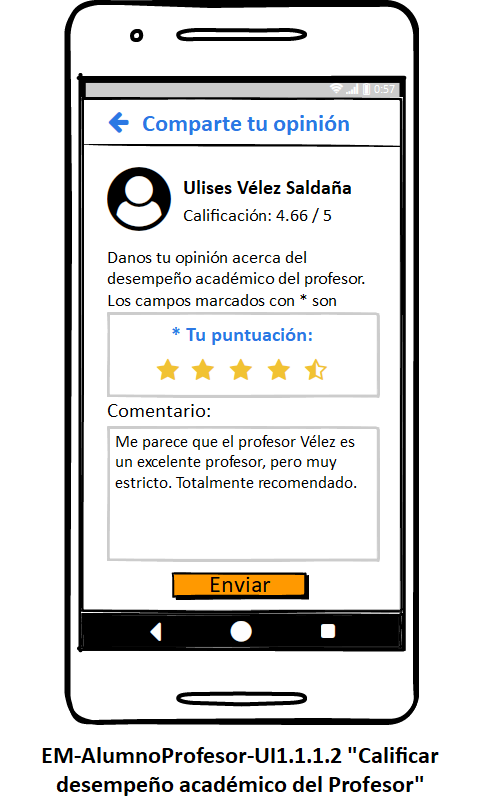 0:57
Comparte tu opinión
Ulises Vélez Saldaña
Calificación: 4.66 / 5
Danos tu opinión acerca del
desempeño académico del profesor.
Los campos marcados con * son
* Tu puntuación:
Comentario:
Me parece que el profesor Vélez es
un excelente profesor, pero muy
estricto. Totalmente recomendado.
Enviar
EM-AlumnoProfesor-UI1.1.1.2 "Calificar
desempeño académico del Profesor"